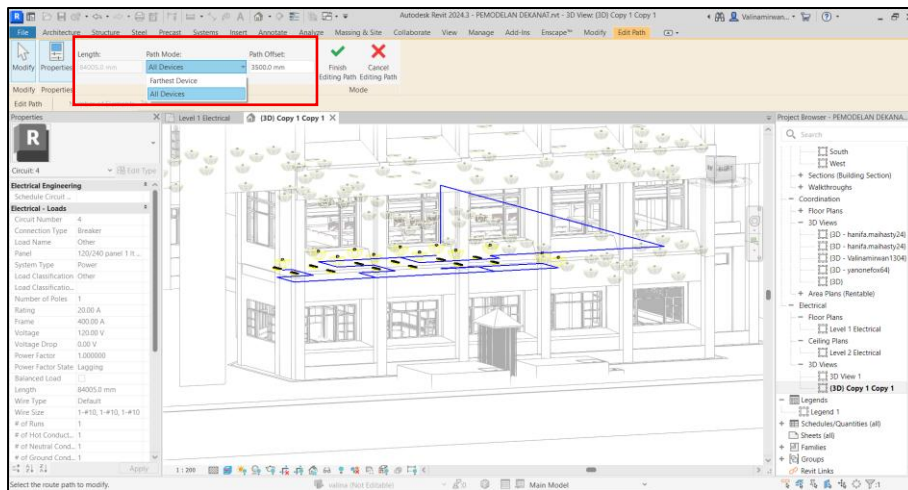 Autodesk Revit 2024.3 - PEMODELAN DEKANAT.rvt - 3D View: {3D} Copy 1 Copy 1
Valinamirwan...
File Architecture Structure Steel Precast Systems Insert Annotate Analyze Massing & Site Collaborate View Manage Add-Ins Enscape™ Modify Edit Path
Length: Path Mode: Path Offset:
Modify Properties 84005.0 mm All Devices 3500.0 mm Finish Editing Path Cancel Editing Path
Farthest Device
All Devices
Modify Properties Mode
Edit Path
Properties
Level 1 Electrical
{3D} Copy 1 Copy 1
Project Browser - PEMODELAN DEKANA...
R
Search
Circuit: 4
Edit Type
Electrical Engineering
Schedule Circuit ...
Electrical - Loads
Circuit Number 4
Connection Type Breaker
Load Name Other
Panel 120/240 panel 1 lt ...
System Type Power
Load Classification Other
Load Classificatio...
Number of Poles 1
Rating 20.00 A
Frame 400.00 A
Voltage 120.00 V
Voltage Drop 0.00 V
Power Factor 1.000000
Power Factor State Lagging
Balanced Load
Length 84005.0 mm
Wire Type Default
Wire Size 1-#10, 1-#10, 1-#10
# of Runs 1
# of Hot Conduct... 1
# of Neutral Cond... 1
# of Ground Cond... 1
Apply
South
West
Sections (Building Section)
Walkthroughs
Coordination
Floor Plans
3D Views
{3D - hanifa.maihasty24}
{3D - hanifa.maihasty24}
{3D - Valinamirwan1304}
{3D - yanonefox64}
{3D}
Area Plans (Rentable)
Electrical
Floor Plans
Level 1 Electrical
Ceiling Plans
Level 2 Electrical
3D Views
3D View 1
{3D} Copy 1 Copy 1
Legends
Legend 1
Schedules/Quantities (all)
Sheets (all)
Families
Groups
Revit Links
1 : 200
Select the route path to modify.
valina (Not Editable)
:0
Main Model
:1